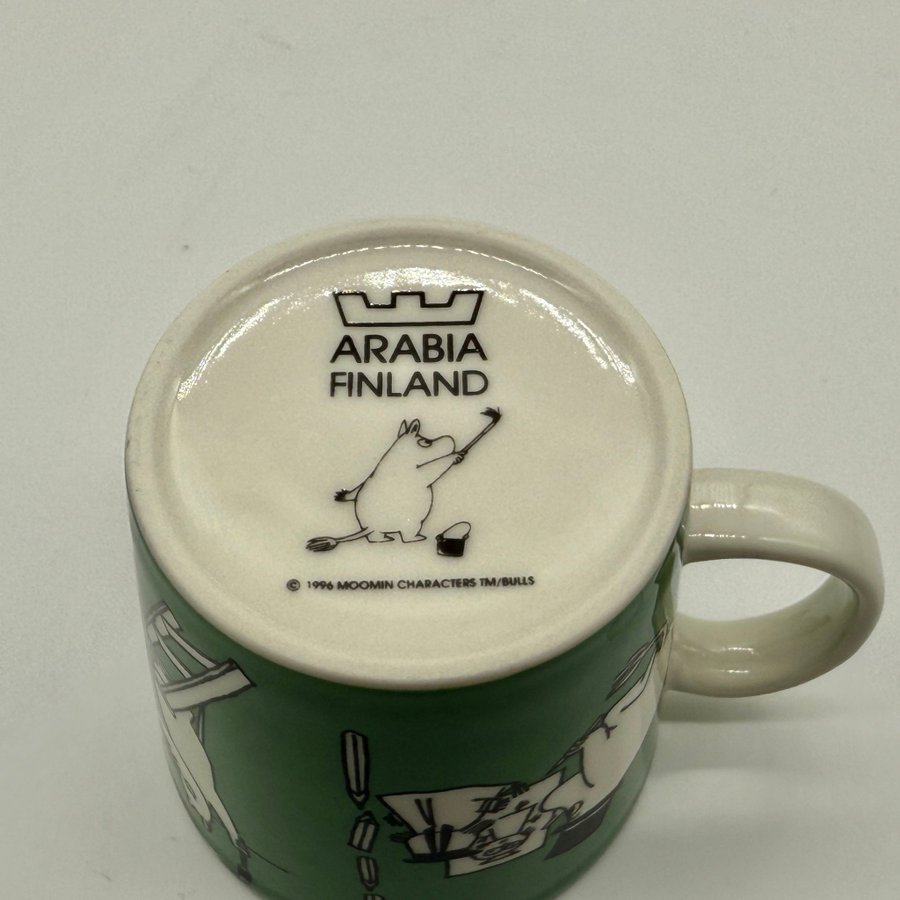 ARABIA
FINLAND
© 1996 MOOMIN CHARACTERS TM/BULLS